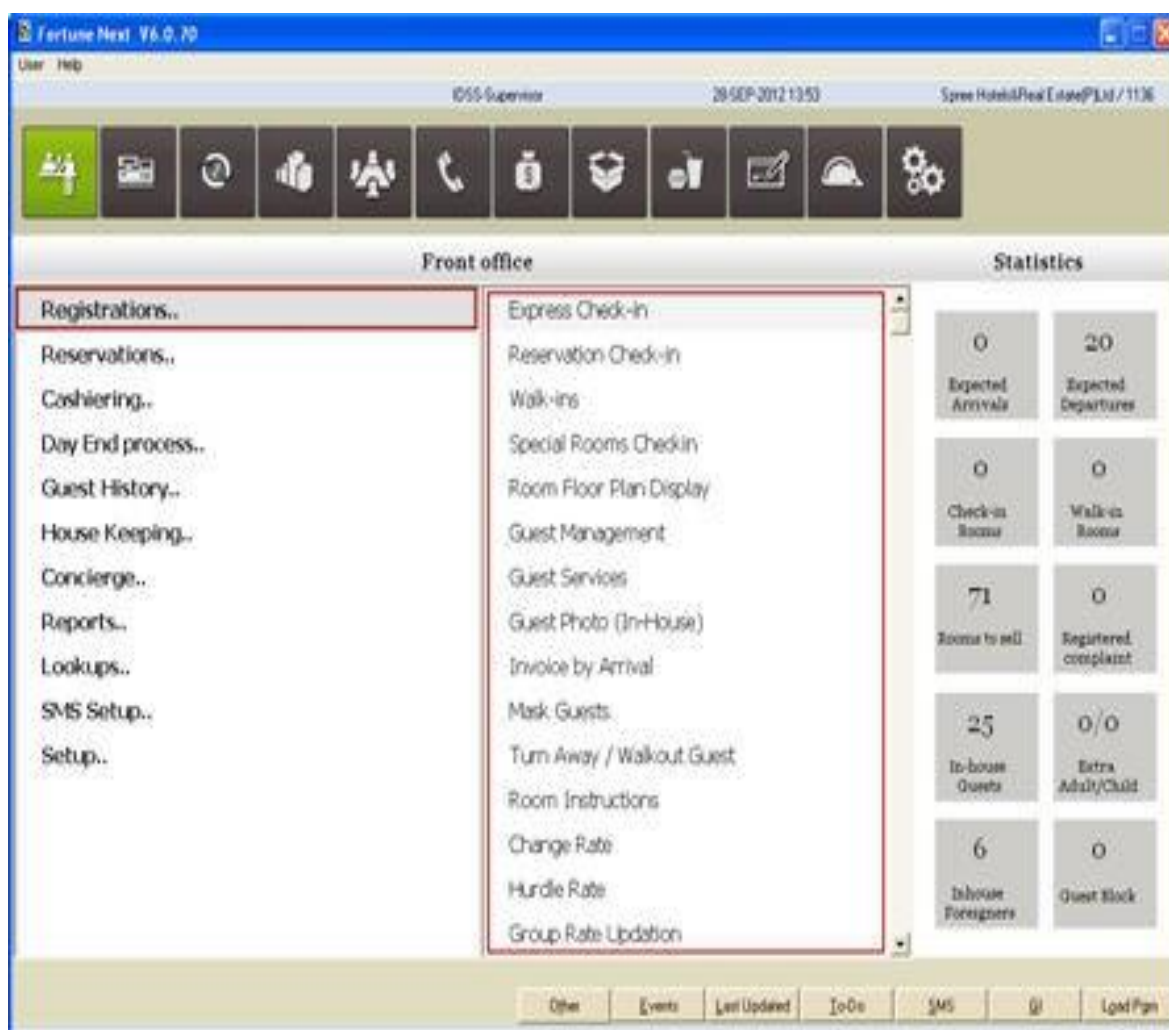 Fortune Next V6.0.70
User Help
IDSS-Supervisor 28-SEP-2012 13:53 Spree Hotels&Real Estate(P)Ltd / 1136
Front office
Statistics
Registrations..
Reservations..
Cashiering..
Day End process..
Guest History..
House Keeping..
Concierge..
Reports..
Lookups..
SMS Setup..
Setup..
Express Check-in
Reservation Check-in
Walk-ins
Special Rooms Checkin
Room Floor Plan Display
Guest Management
Guest Services
Guest Photo (In-House)
Invoice by Arrival
Mask Guests
Turn Away / Walkout Guest
Room Instructions
Change Rate
Hurdle Rate
Group Rate Updation
0
Expected
Arrivals
20
Expected
Departures
0
Check-in
Rooms
0
Walk-in
Rooms
71
Rooms to sell
0
Registered
complaint
25
In-house
Guests
0/0
Extra
Adult/Child
6
Inhouse
Foreigners
0
Guest Block
Other Events Last Updated To-Do SMS GI Load Pgm